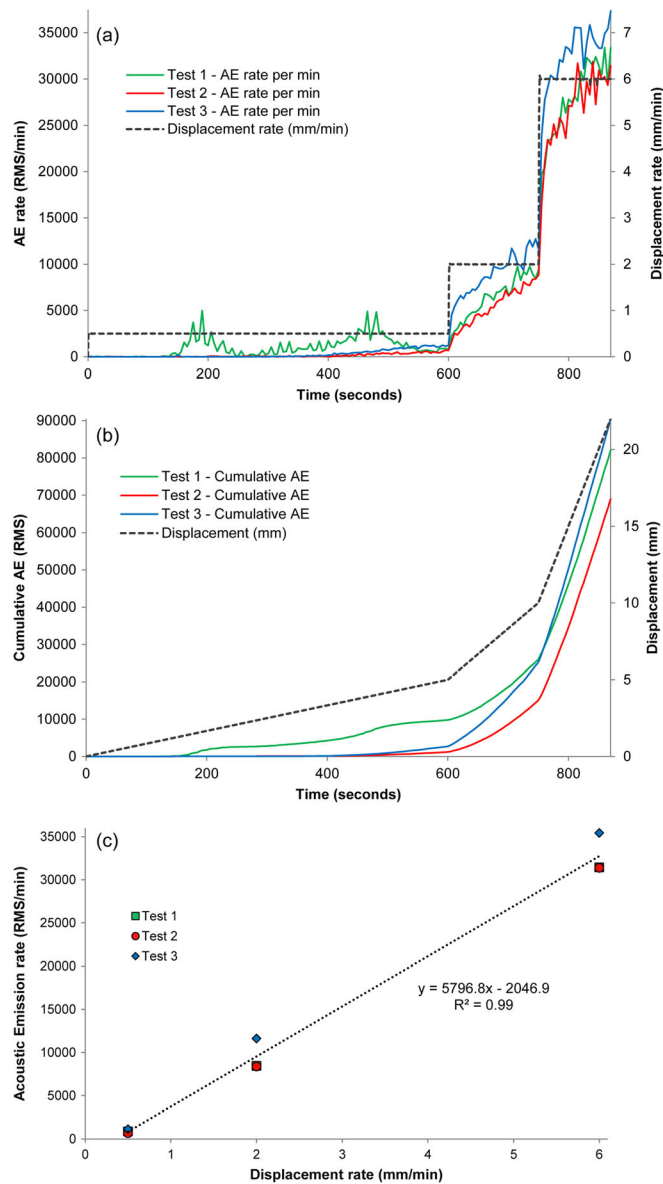 (a)
Test 1 - AE rate per min
Test 2 - AE rate per min
Test 3 - AE rate per min
Displacement rate (mm/min)
AE rate (RMS/min)
35000
30000
25000
20000
15000
10000
5000
0
7
6
5
4
3
2
1
0
Displacement rate (mm/min)
0 200 400 600 800
Time (seconds)
(b)
Test 1 - Cumulative AE
Test 2 - Cumulative AE
Test 3 - Cumulative AE
Displacement (mm)
Cumulative AE (RMS)
90000
80000
70000
60000
50000
40000
30000
20000
10000
0
20
15
10
5
0
Displacement (mm)
0 200 400 600 800
Time (seconds)
(c)
Test 1
Test 2
Test 3
y = 5796.8x - 2046.9
R² = 0.99
Acoustic Emission rate (RMS/min)
35000
30000
25000
20000
15000
10000
5000
0
0 1 2 3 4 5 6
Displacement rate (mm/min)